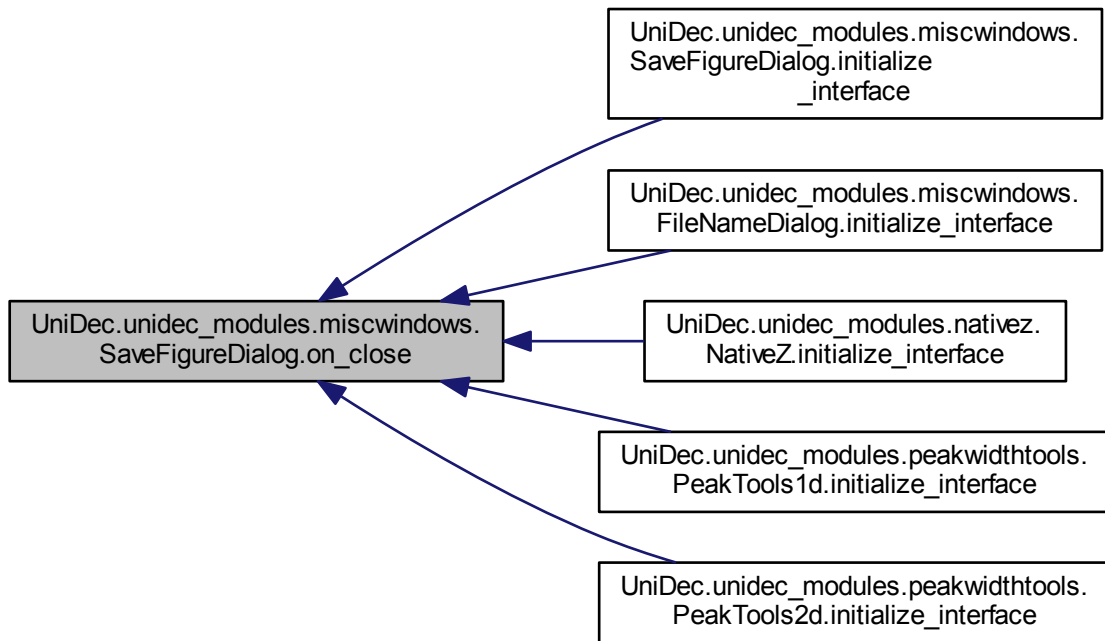 UniDec.unidec_modules.miscwindows.
SaveFigureDialog.initialize
_interface
UniDec.unidec_modules.miscwindows.
FileNameDialog.initialize_interface
UniDec.unidec_modules.miscwindows.
SaveFigureDialog.on_close
UniDec.unidec_modules.nativez.
NativeZ.initialize_interface
UniDec.unidec_modules.peakwidthtools.
PeakTools1d.initialize_interface
UniDec.unidec_modules.peakwidthtools.
PeakTools2d.initialize_interface